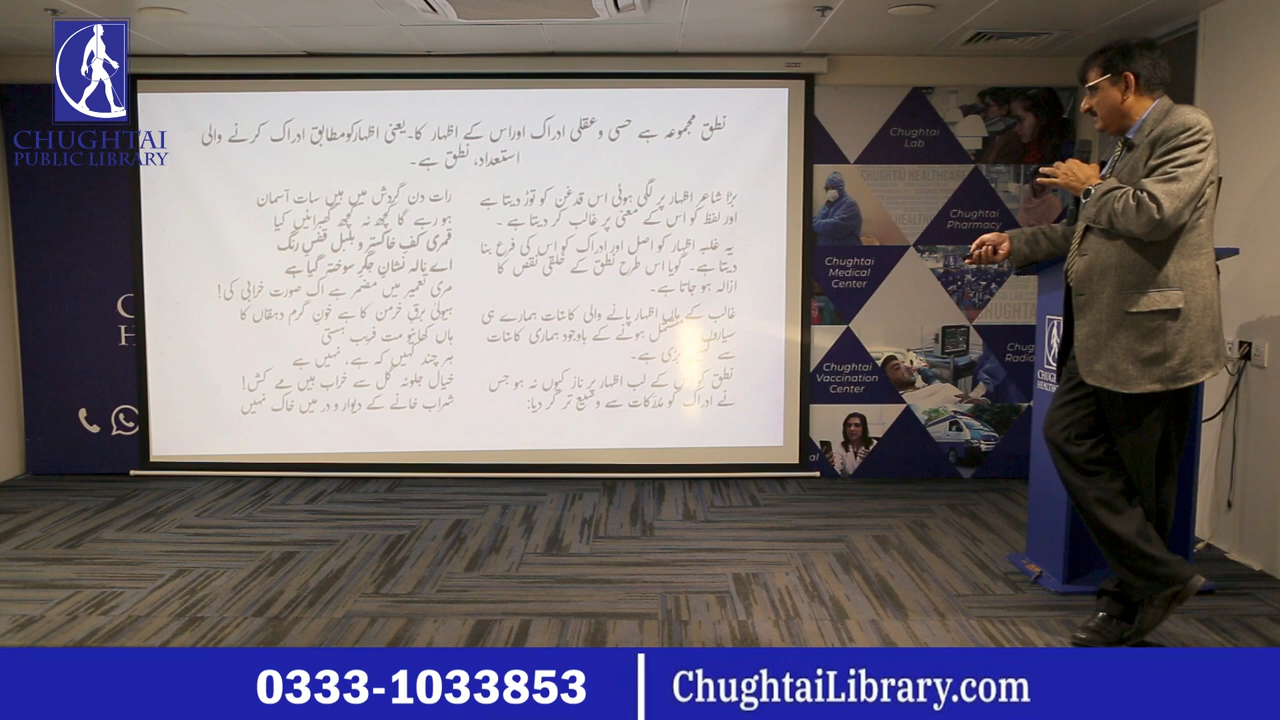 CHUGHTAI
PUBLIC LIBRARY
نطق مجموعہ ہے حسی و عقلی ادراک اور اس کے اظہار کا۔ یعنی اظہار کو مطابق ادراک کرنے والی
استعداد، نطق ہے۔
بڑا شاعر اظہار پر لگی ہوئی اس قدغن کو توڑ دیتا ہے
اور لفظ کو اس کے معنی پر غالب کر دیتا ہے ۔
یہ غلبہ اظہار کو اصل اور ادراک کو اس کی فرع بنا
دیتا ہے۔ گویا اس طرح نطق کے خلقی نقص کا
ازالہ ہو جاتا ہے۔
غالب کے ہاں اظہار پانے والی کائنات ہمارے ہی
ہونے کے باوجود ہماری کائنات
سے بڑی ہے۔
نطق کو کے لب اظہار پر ناز کیوں نہ ہو جس
نے ادراک کو مدرکات سے وسیع تر کر دیا:
رات دن گردش میں ہیں سات آسمان
ہو رہے گا کچھ نہ کچھ گھبرائیں کیا
قمری کفِ خاکستر و بلبل قفسِ رنگ
اے نالہ نشانِ جگرِ سوختہ کیا ہے
مری تعمیر میں مضمر ہے اک صورت خرابی کی!
ہیولیٰ برقِ خرمن کا ہے خونِ گرم دہقاں کا
ہاں کھائیو مت فریب ہستی
ہر چند کہیں کہ ہے، نہیں ہے
خیال جلوۂ گل سے خراب ہیں مے کش!
شراب خانے کے دیوار و در میں خاک نہیں
Chughtai
Lab
CHUGHTAI HEALTHCARE
Chughtai
Pharmacy
Chughtai
Medical
Center
Chughtai
Vaccination
Center
0333-1033853
ChughtaiLibrary.com